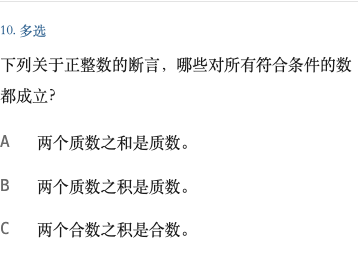 10. 多选
下列关于正整数的断言，哪些对所有符合条件的数
都成立？
A 两个质数之和是质数。
B 两个质数之积是质数。
C 两个合数之积是合数。